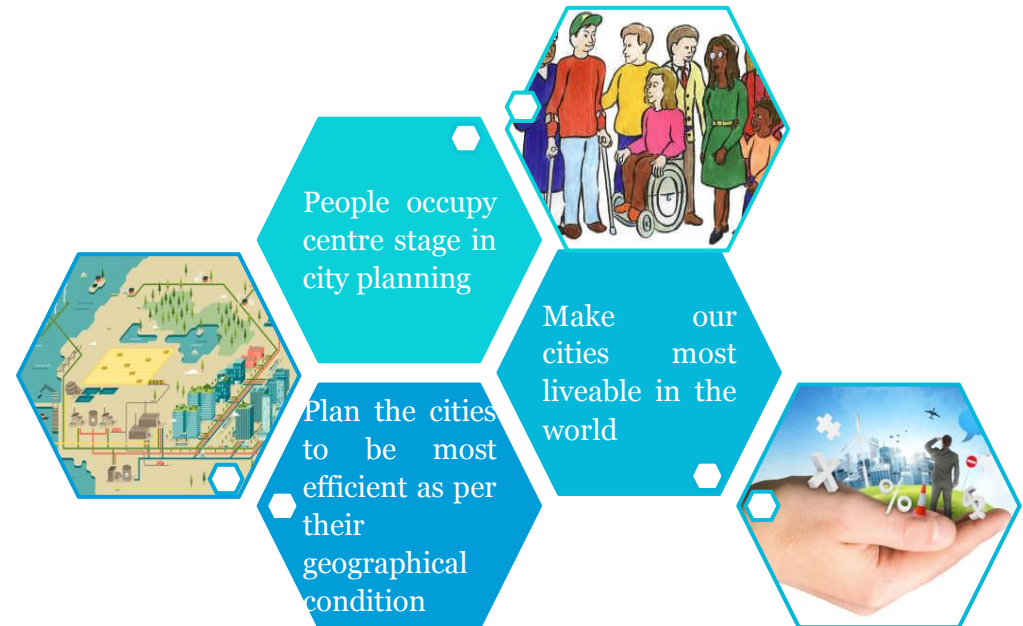 People occupy
centre stage in
city planning
Make our
cities most
liveable in the
world
Plan the cities
to be most
efficient as per
their
geographical
condition